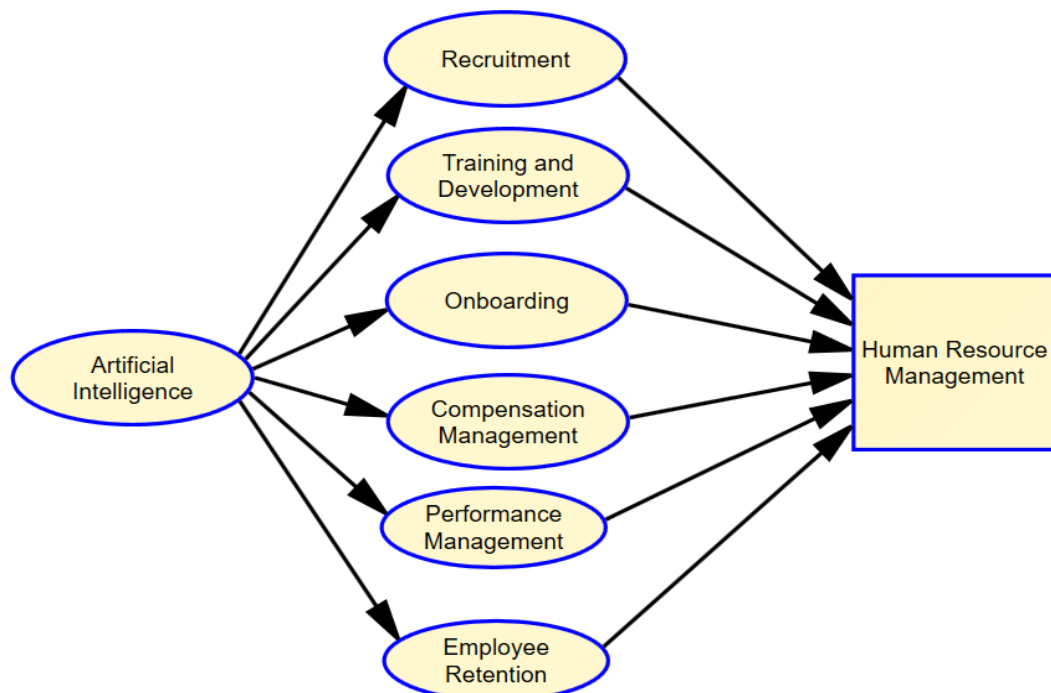 Recruitment
Training and
Development
Onboarding
Artificial
Intelligence
Human Resource
Management
Compensation
Management
Performance
Management
Employee
Retention